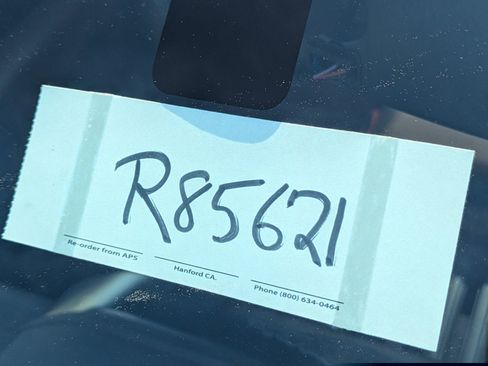 R85621
Re-order from APS
Hanford CA.
Phone (800) 634-0464